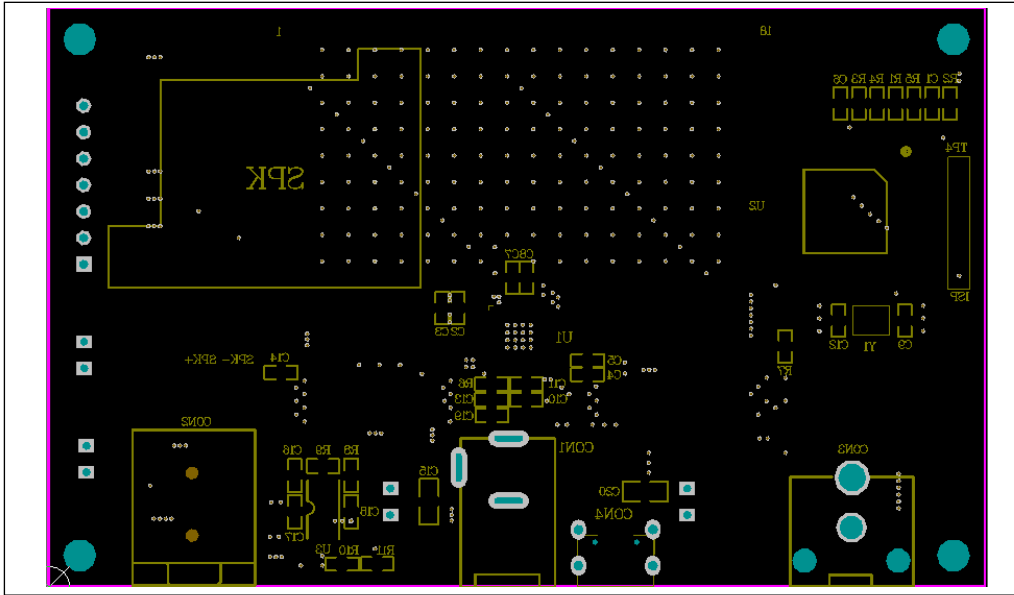 1
18
C6 R3 R4 R1 R5 C1 R2
TP4
SPK
U2
C7C8
ISP
C2C3
U1
C12
Y1
C9
SPK- SPK+
C14
C5
C4
R7
R6
C11
C13
C10
C19
CON2
CON1
CON3
C16
R9
R8
C15
C20
C18
CON4
C17
U3
R10
R11